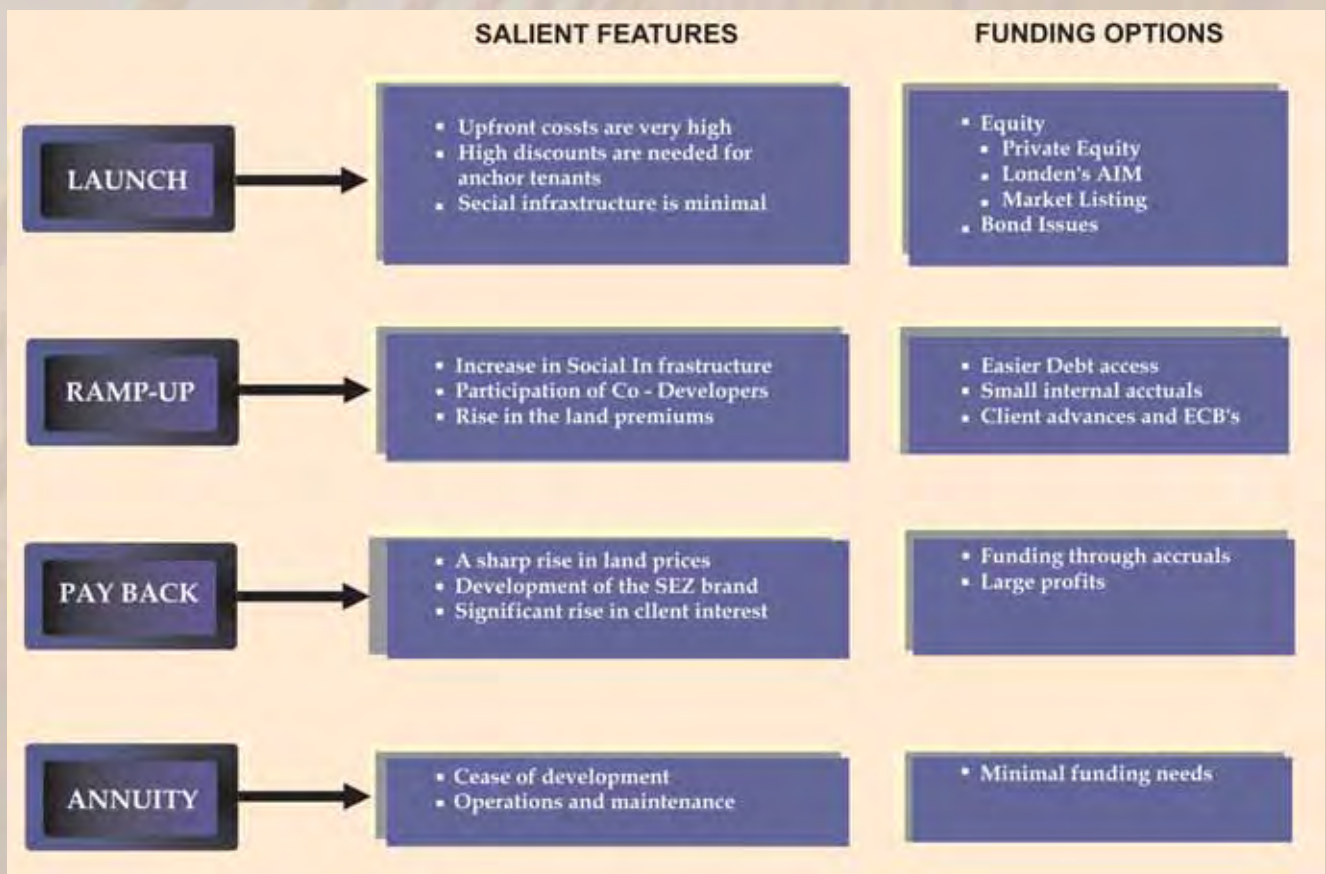 SALIENT FEATURES
FUNDING OPTIONS
LAUNCH
▪ Upfront cossts are very high
▪ High discounts are needed for
anchor tenants
▪ Secial infraxtructure is minimal
▪ Equity
▪ Private Equity
▪ Londen's AIM
▪ Market Listing
▪ Bond Issues
RAMP-UP
▪ Increase in Social In frastructure
▪ Participation of Co - Developers
▪ Rise in the land premiums
▪ Easier Debt access
▪ Small internal acctuals
▪ Client advances and ECB's
PAY BACK
▪ A sharp rise in land prices
▪ Development of the SEZ brand
▪ Significant rise in cllent interest
▪ Funding through accruals
▪ Large profits
ANNUITY
▪ Cease of development
▪ Operations and maintenance
▪ Minimal funding needs